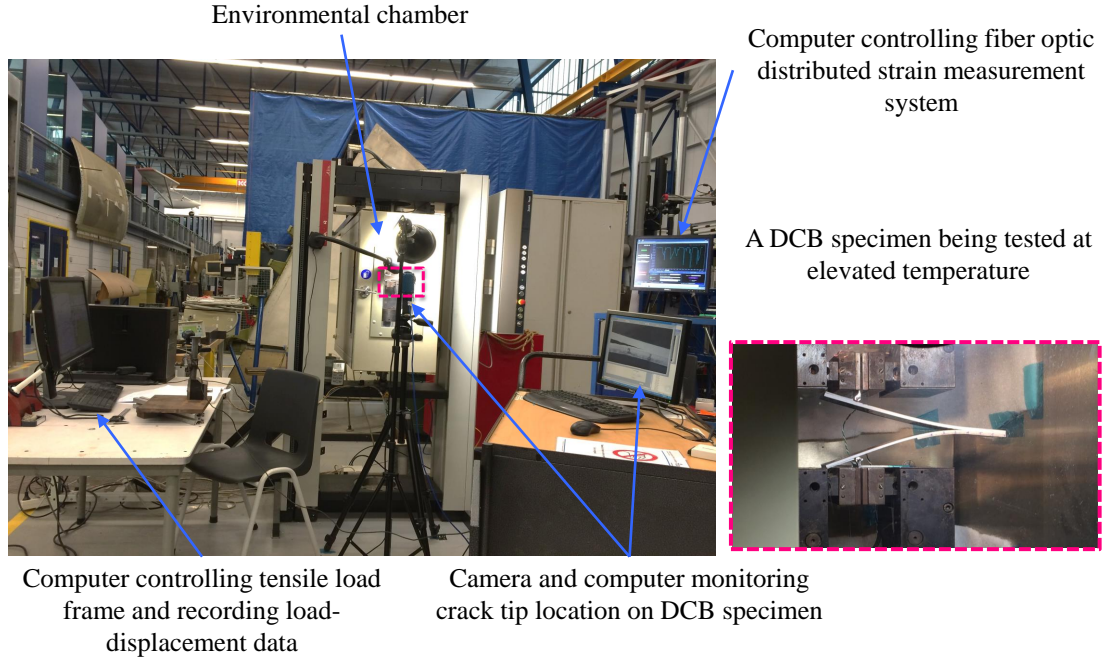 Environmental chamber
Computer controlling fiber optic
distributed strain measurement
system
A DCB specimen being tested at
elevated temperature
Computer controlling tensile load
frame and recording load-
displacement data
Camera and computer monitoring
crack tip location on DCB specimen